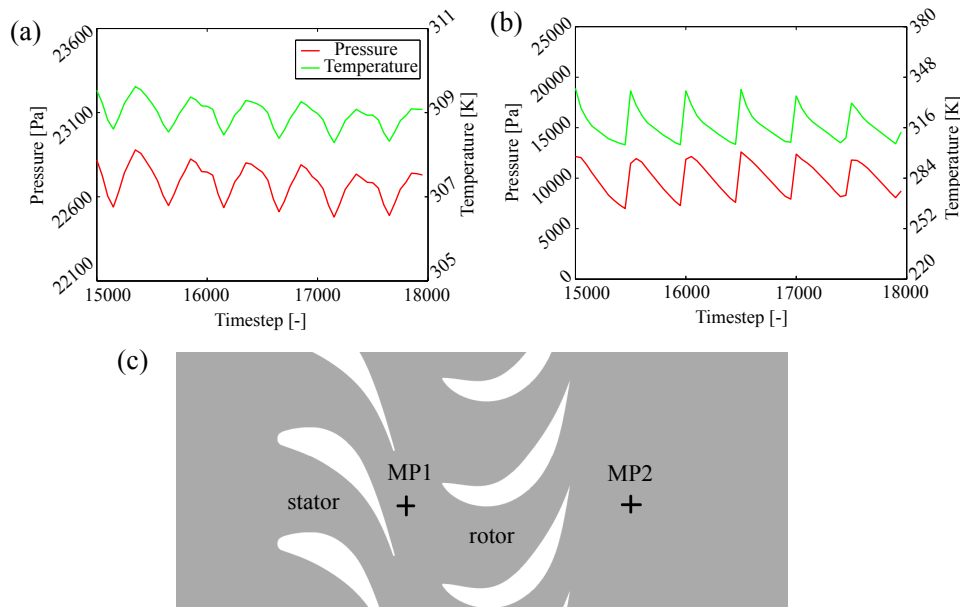 (a)
23600
23100
22600
22100
Pressure [Pa]
311
309
307
305
Temperature [K]
Pressure
Temperature
15000 16000 17000 18000
Timestep [-]
(b)
25000
20000
15000
10000
5000
0
Pressure [Pa]
380
348
316
284
252
220
Temperature [K]
15000 16000 17000 18000
Timestep [-]
(c)
MP1
MP2
stator
rotor